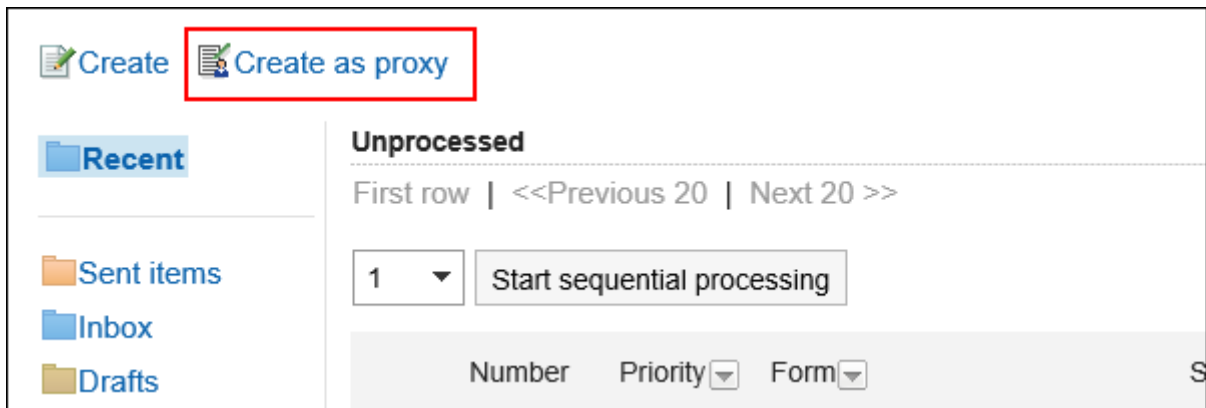 Create Create as proxy
Recent
Unprocessed
First row | <<Previous 20 | Next 20 >>
Sent items
Inbox
Drafts
1 Start sequential processing
Number Priority Form S